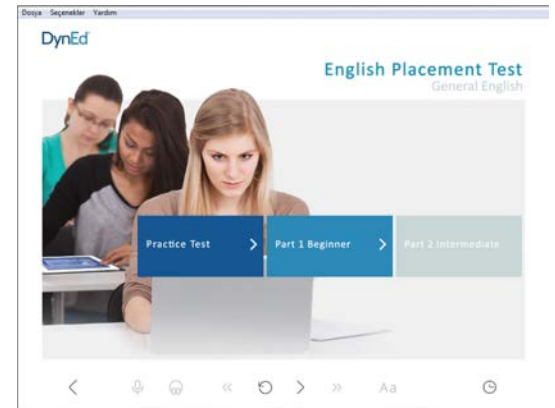 Dosya Seçenekler Yardım
DynEd
English Placement Test
General English
Practice Test
Part 1 Beginner
Part 2 Intermediate
Aa